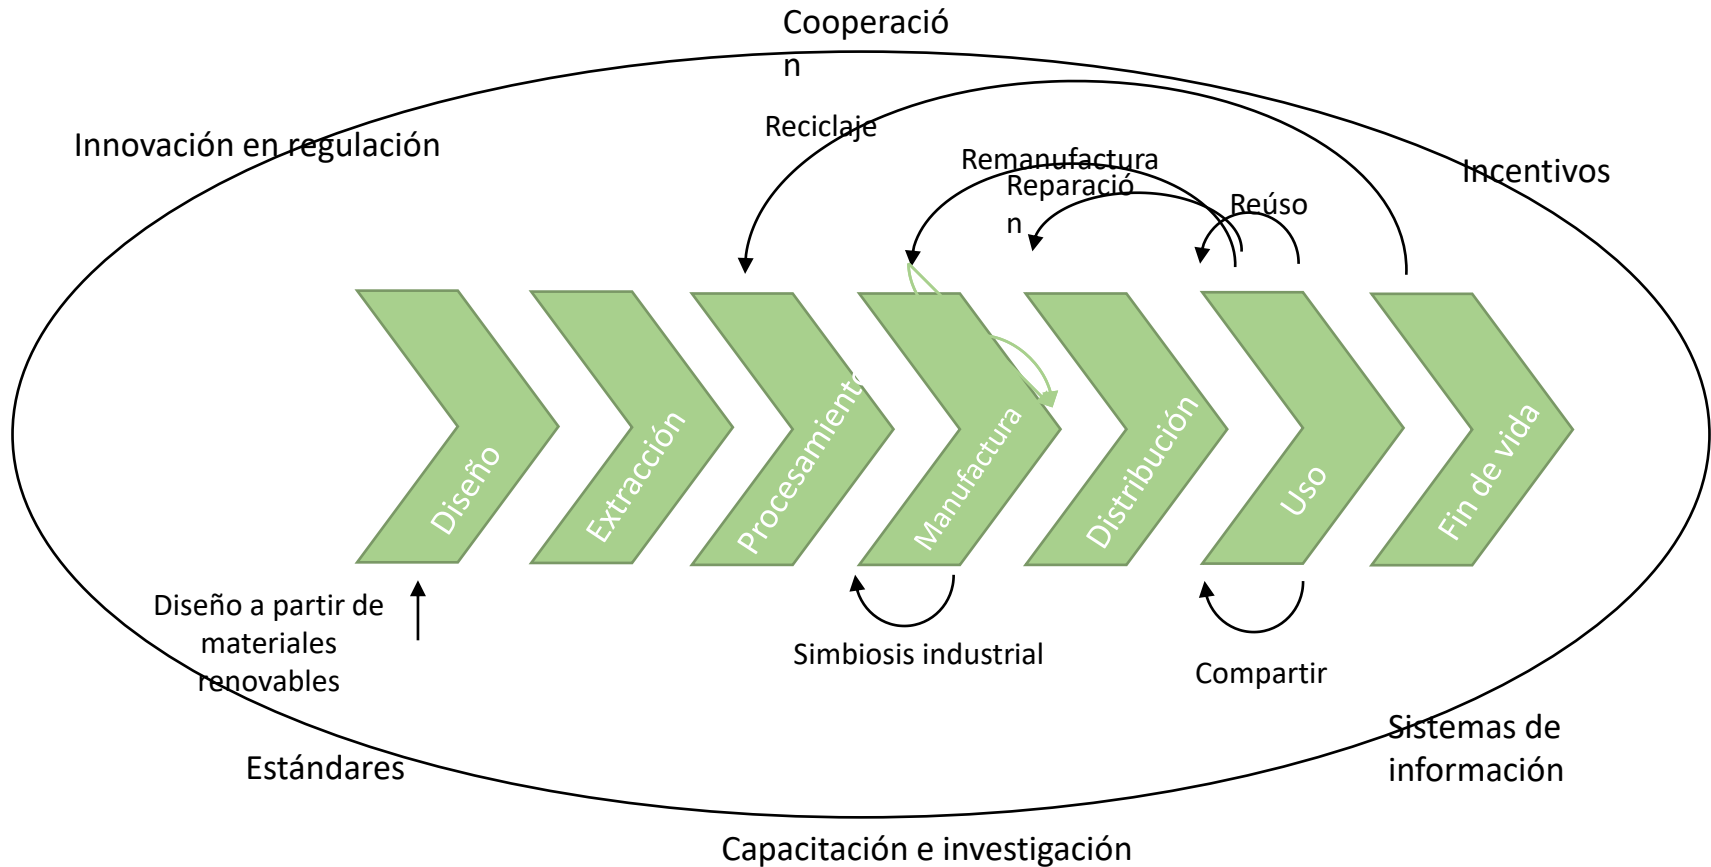 Cooperació
n
Reciclaje
Innovación en regulación
Remanufactura
Incentivos
Reparació
n
Reúso
Diseño
Extracción
Procesamiento
Manufactura
Distribución
Uso
Fin de vida
Diseño a partir de
materiales
renovables
Simbiosis industrial
Compartir
Sistemas de
información
Estándares
Capacitación e investigación